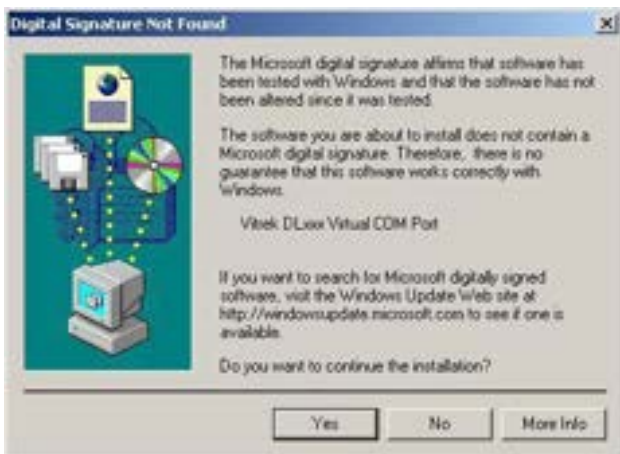 Digital Signature Not Found
The Microsoft digital signature affirms that software has
been tested with Windows and that the software has not
been altered since it was tested.
The software you are about to install does not contain a
Microsoft digital signature. Therefore, there is no
guarantee that this software works correctly with
Windows.
Vitrek DLxxx Virtual COM Port
If you want to search for Microsoft digitally signed
software, visit the Windows Update Web site at
http://windowsupdate.microsoft.com to see if one is
available.
Do you want to continue the installation?
Yes
No
More Info